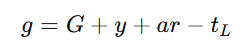 g = G + y + ar − t_L